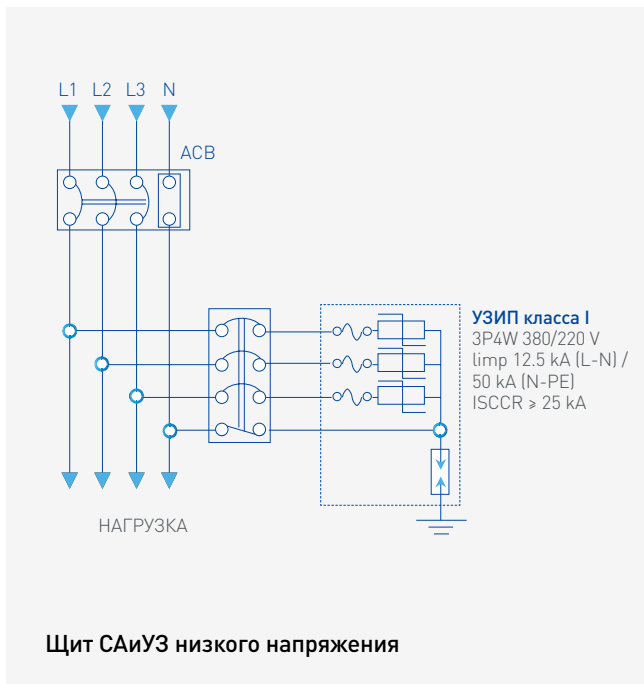 L1 L2 L3 N
ACB
УЗИП класса I
3P4W 380/220 V
limp 12.5 kA (L-N) /
50 kA (N-PE)
ISCCR ≥ 25 kA
НАГРУЗКА
Щит САиУЗ низкого напряжения